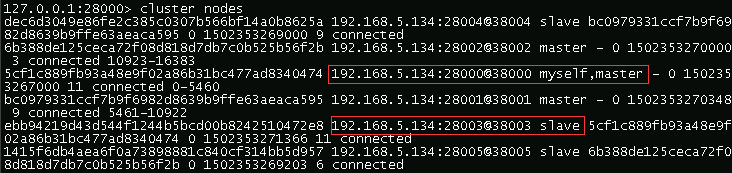 127.0.0.1:28000> cluster nodes
dec6d3049e86fe2c385c0307b566bf14a0b8625a 192.168.5.134:28004@38004 slave bc0979331ccf7b9f69
82d8639b9ffe63aeaca595 0 1502353269000 9 connected
6b388de125ceca72f08d818d7db7c0b525b56f2b 192.168.5.134:28002@38002 master - 0 1502353270000
 3 connected 10923-16383
5cf1c889fb93a48e9f02a86b31bc477ad8340474 192.168.5.134:28000@38000 myself,master - 0 150235
3267000 11 connected 0-5460
bc0979331ccf7b9f6982d8639b9ffe63aeaca595 192.168.5.134:28001@38001 master - 0 1502353270348
 9 connected 5461-10922
ebb94219d43d544f1244b5bcd00b8242510472e8 192.168.5.134:28003@38003 slave 5cf1c889fb93a48e9f
02a86b31bc477ad8340474 0 1502353271366 11 connected
1415f6db4aea6f0a73898881c840cf314bb5d957 192.168.5.134:28005@38005 slave 6b388de125ceca72f0
8d818d7db7c0b525b56f2b 0 1502353269203 6 connected